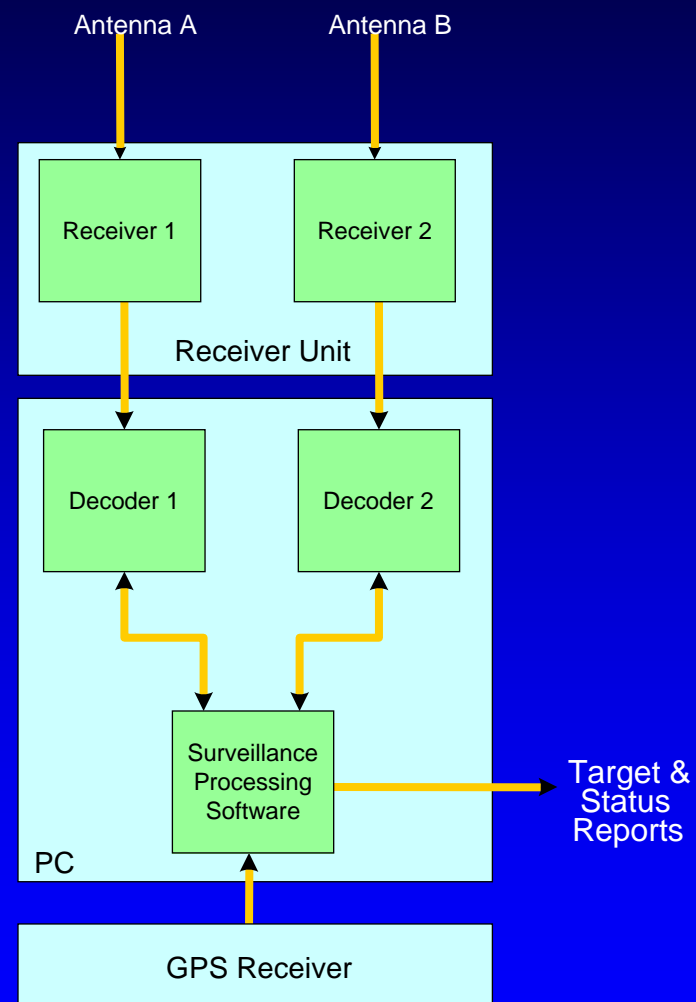 Antenna A
Antenna B
Receiver 1
Receiver 2
Receiver Unit
Decoder 1
Decoder 2
Surveillance
Processing
Software
Target &
Status
Reports
PC
GPS Receiver